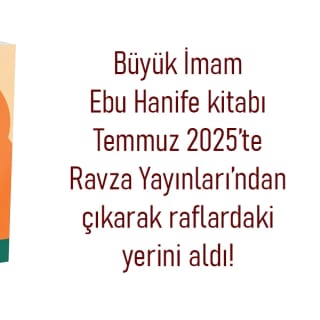 Büyük İmam
Ebu Hanife kitabı
Temmuz 2025'te
Ravza Yayınları'ndan
çıkarak raflardaki
yerini aldı!